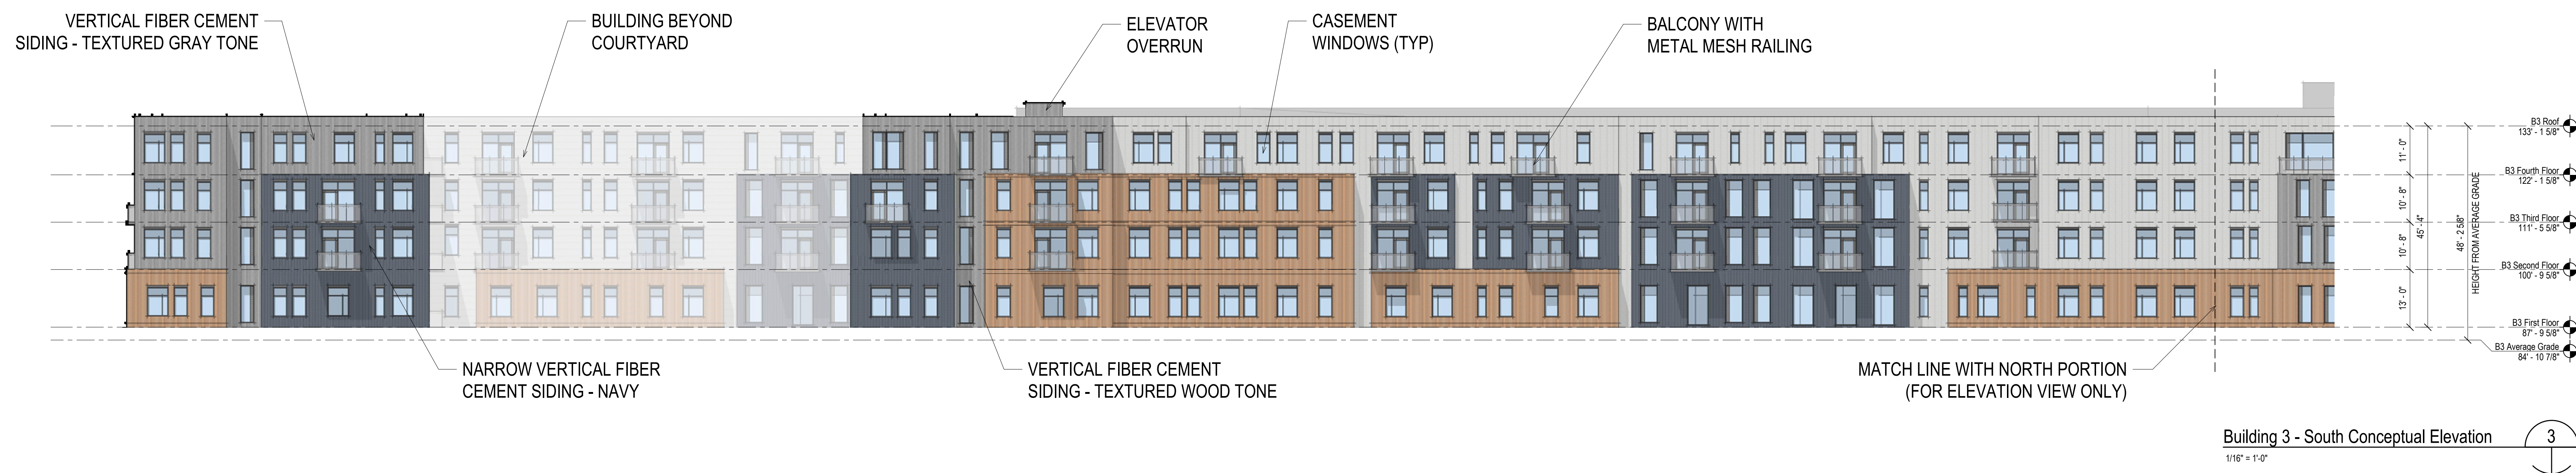 VERTICAL FIBER CEMENT
SIDING - TEXTURED GRAY TONE
BUILDING BEYOND
COURTYARD
ELEVATOR
OVERRUN
CASEMENT
WINDOWS (TYP)
BALCONY WITH
METAL MESH RAILING
B3 Roof
133' - 1 5/8"
11' - 0"
B3 Fourth Floor
122' - 1 5/8"
10' - 8"
B3 Third Floor
111' - 5 5/8"
10' - 8"
45' - 4"
48' - 2 5/8"
HEIGHT FROM AVERAGE GRADE
B3 Second Floor
100' - 9 5/8"
13' - 0"
B3 First Floor
87' - 9 5/8"
B3 Average Grade
84' - 10 7/8"
NARROW VERTICAL FIBER
CEMENT SIDING - NAVY
VERTICAL FIBER CEMENT
SIDING - TEXTURED WOOD TONE
MATCH LINE WITH NORTH PORTION
(FOR ELEVATION VIEW ONLY)
Building 3 - South Conceptual Elevation
3
1/16" = 1'-0"